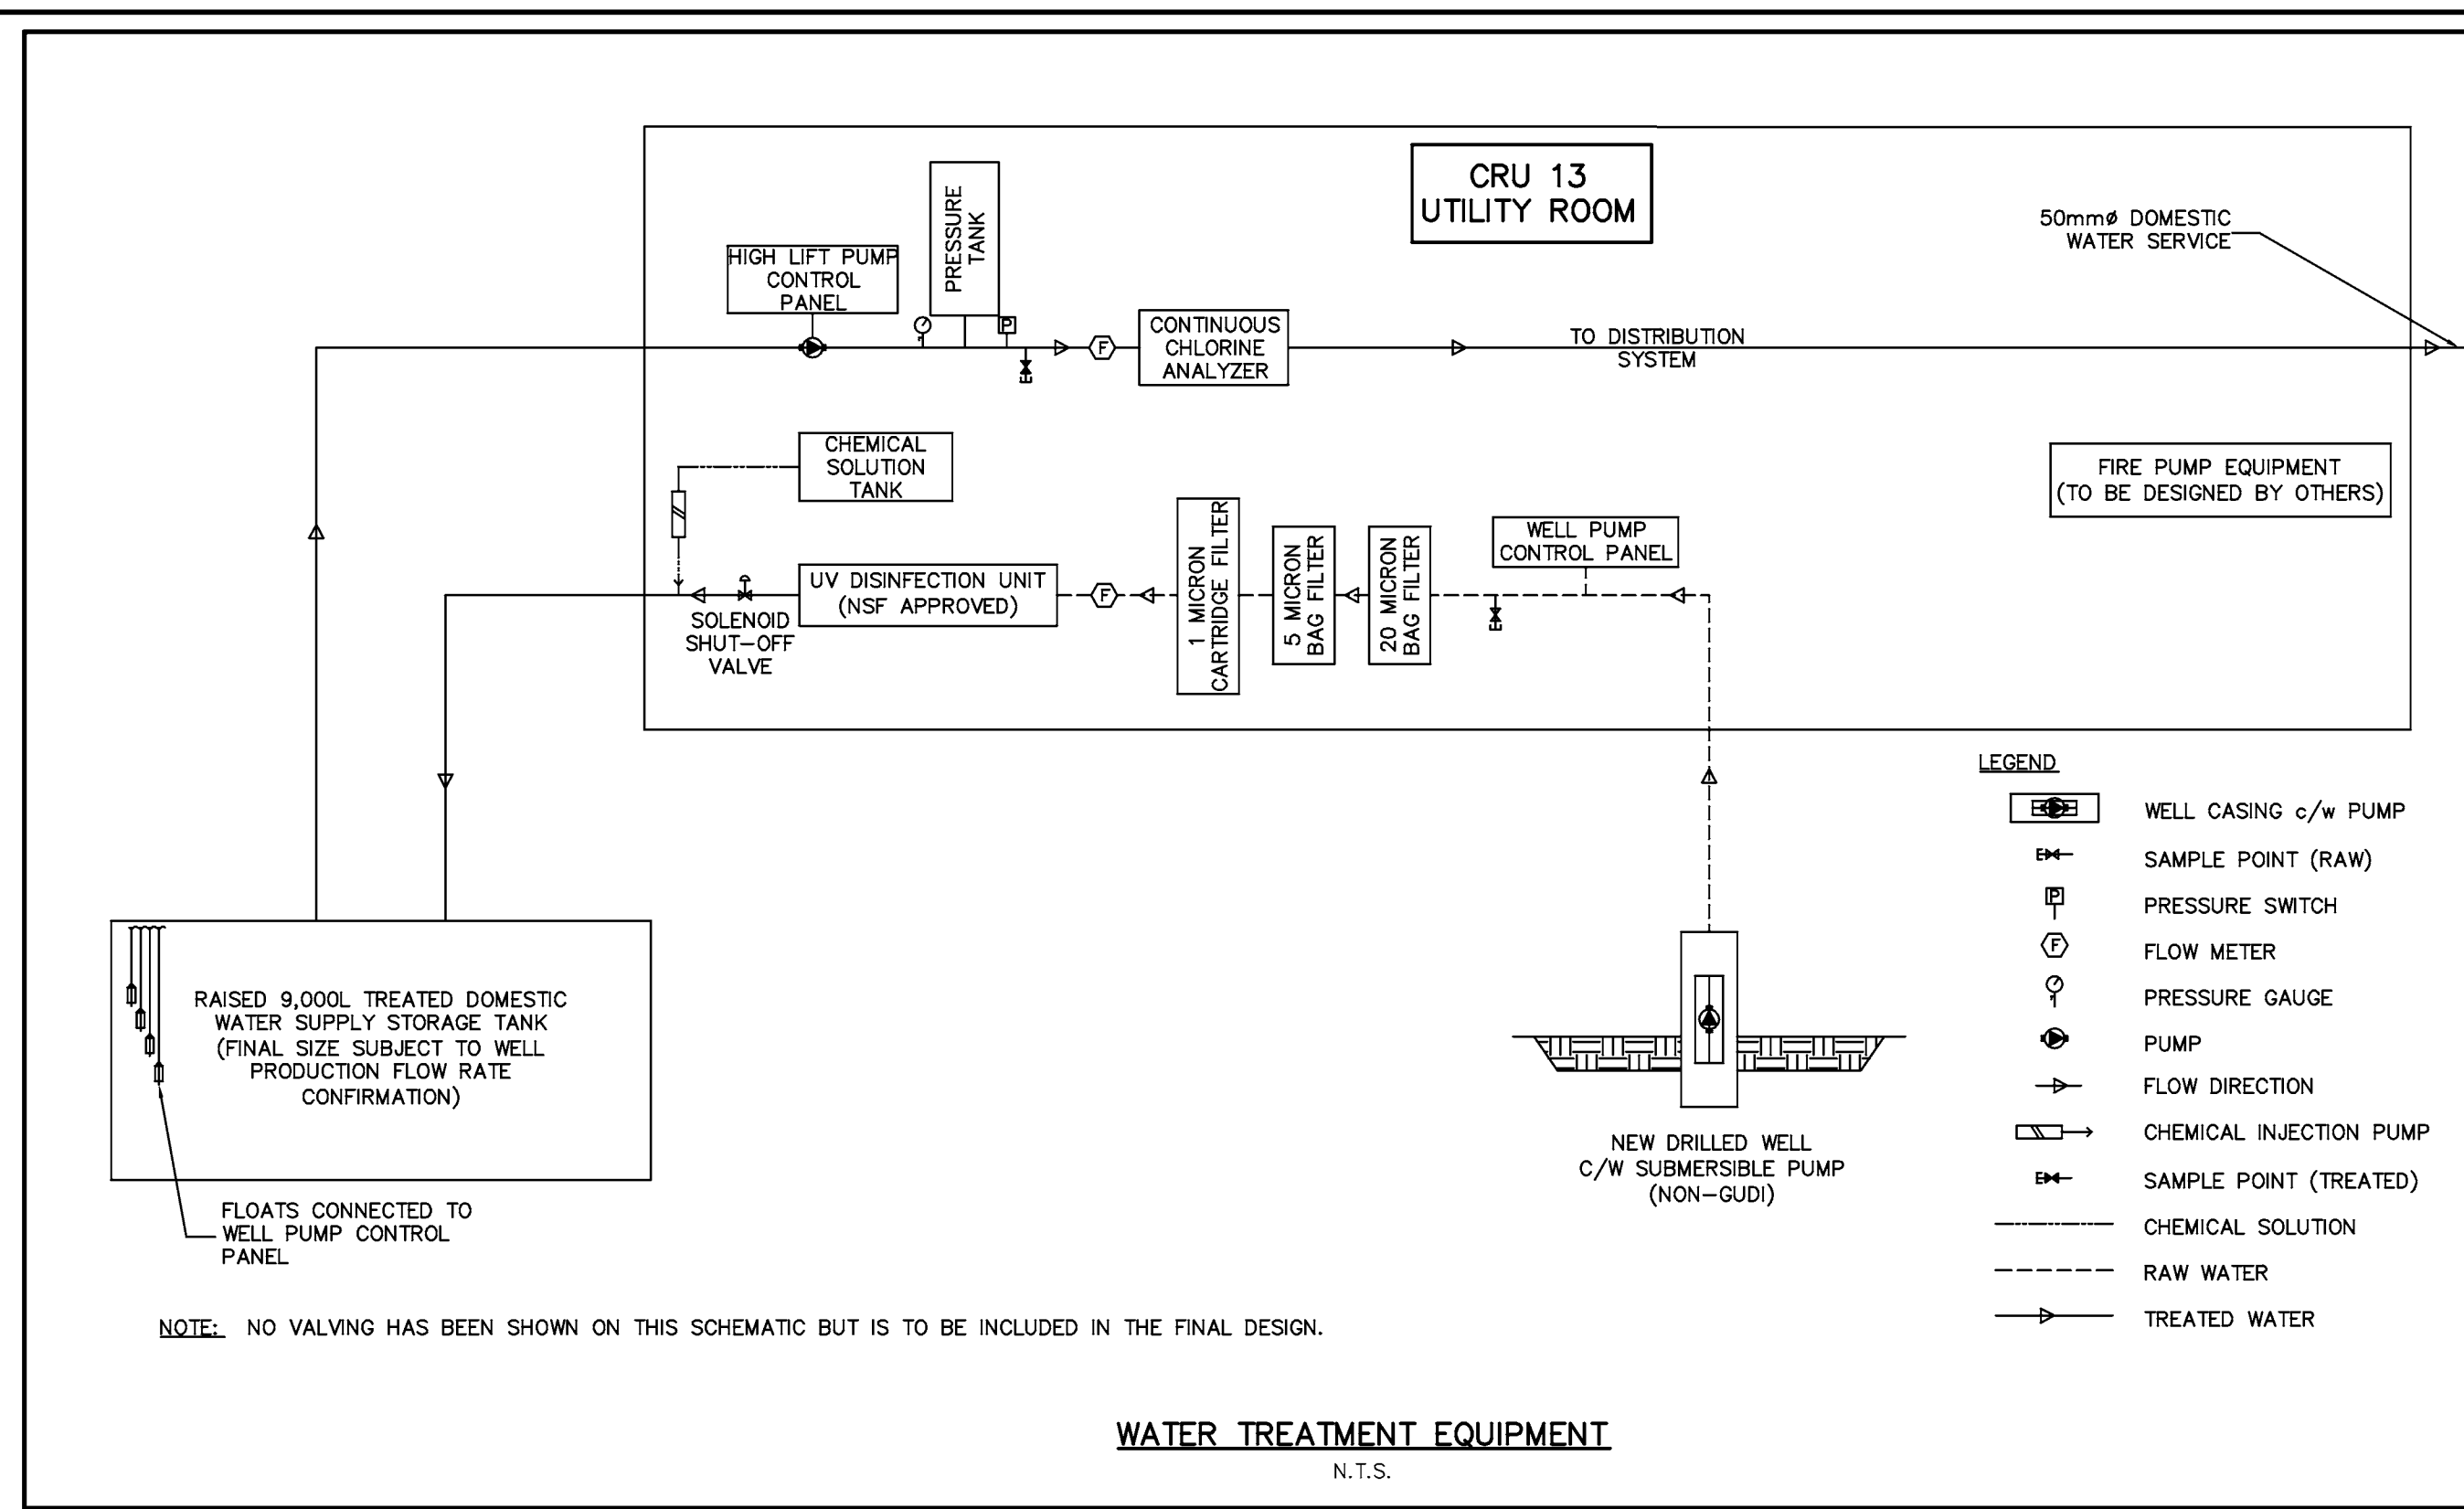 CRU 13
UTILITY ROOM
PRESSURE
TANK
50mmø DOMESTIC
WATER SERVICE
HIGH LIFT PUMP
CONTROL
PANEL
P
F
CONTINUOUS
CHLORINE
ANALYZER
TO DISTRIBUTION
SYSTEM
CHEMICAL
SOLUTION
TANK
FIRE PUMP EQUIPMENT
(TO BE DESIGNED BY OTHERS)
UV DISINFECTION UNIT
(NSF APPROVED)
F
1 MICRON
CARTRIDGE FILTER
5 MICRON
BAG FILTER
20 MICRON
BAG FILTER
WELL PUMP
CONTROL PANEL
SOLENOID
SHUT-OFF
VALVE
RAISED 9,000L TREATED DOMESTIC
WATER SUPPLY STORAGE TANK
(FINAL SIZE SUBJECT TO WELL
PRODUCTION FLOW RATE
CONFIRMATION)
FLOATS CONNECTED TO
WELL PUMP CONTROL
PANEL
NEW DRILLED WELL
C/W SUBMERSIBLE PUMP
(NON-GUDI)
LEGEND
WELL CASING c/w PUMP
SAMPLE POINT (RAW)
P PRESSURE SWITCH
F FLOW METER
PRESSURE GAUGE
PUMP
FLOW DIRECTION
CHEMICAL INJECTION PUMP
SAMPLE POINT (TREATED)
CHEMICAL SOLUTION
RAW WATER
TREATED WATER
NOTE: NO VALVING HAS BEEN SHOWN ON THIS SCHEMATIC BUT IS TO BE INCLUDED IN THE FINAL DESIGN.
WATER TREATMENT EQUIPMENT
N.T.S.